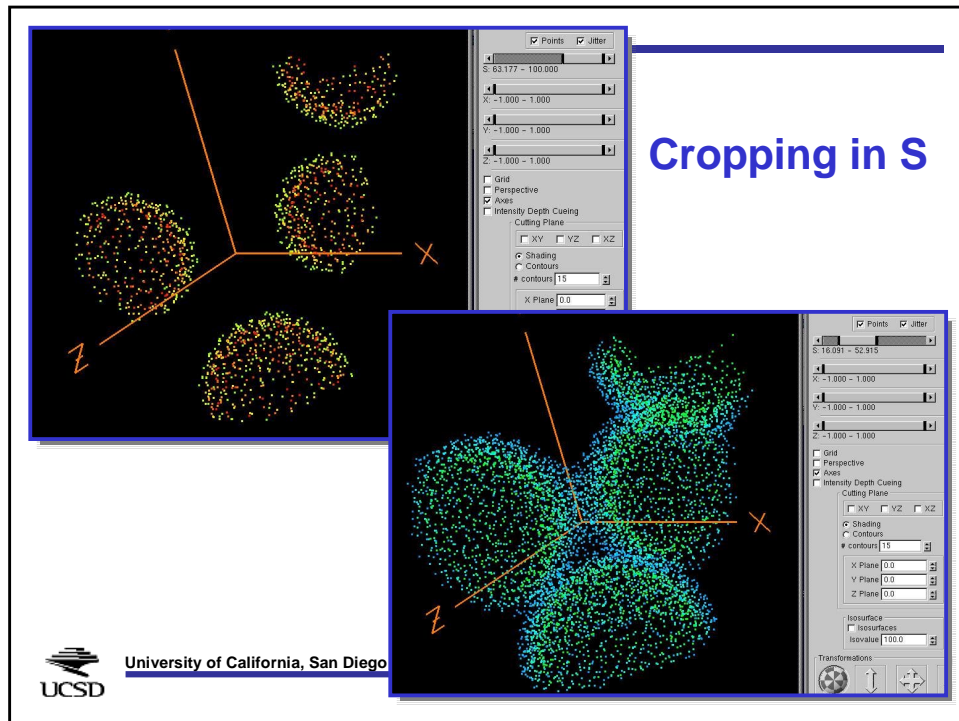 Points Jitter
S: 63.177 - 100.000
X: -1.000 - 1.000
Y: -1.000 - 1.000
Z: -1.000 - 1.000
Grid
Perspective
Axes
Intensity Depth Cueing
Cutting Plane
XY YZ XZ
Shading
Contours
# contours 15
X Plane 0.0
X
Z
Cropping in S
Points Jitter
S: 16.091 - 52.915
X: -1.000 - 1.000
Y: -1.000 - 1.000
Z: -1.000 - 1.000
Grid
Perspective
Axes
Intensity Depth Cueing
Cutting Plane
XY YZ XZ
Shading
Contours
# contours 15
X Plane 0.0
Y Plane 0.0
Z Plane 0.0
Isosurface
Isosurfaces
Isovalue 100.0
Transformations
X
Z
University of California, San Diego
UCSD